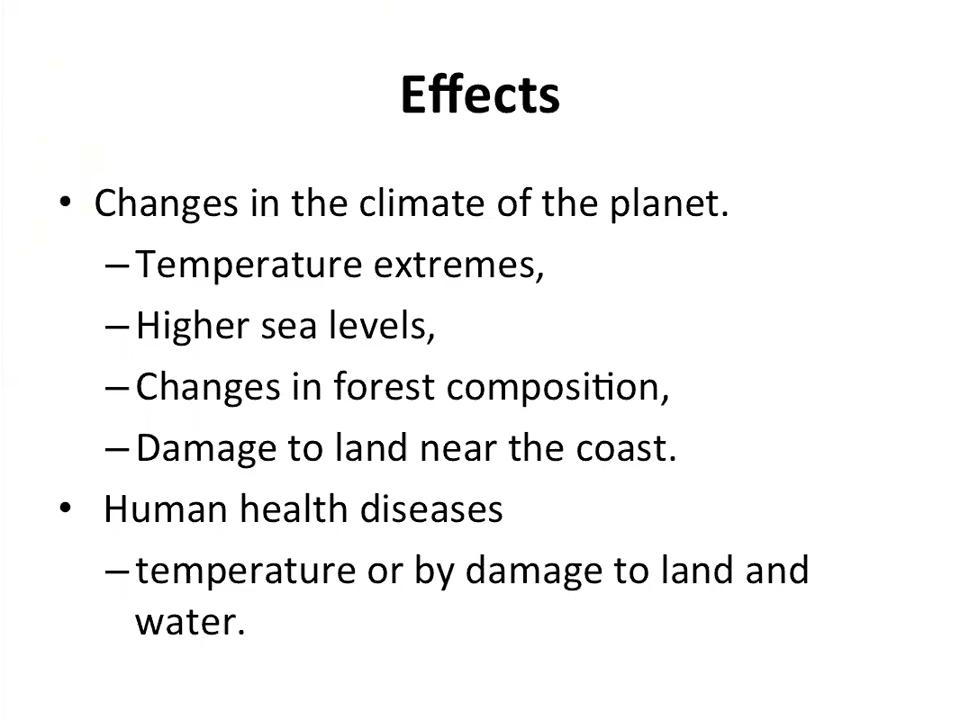 Effects
• Changes in the climate of the planet.
–Temperature extremes,
–Higher sea levels,
–Changes in forest composition,
–Damage to land near the coast.
• Human health diseases
–temperature or by damage to land and
water.